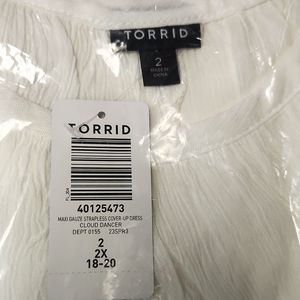 TORRID
2
MADE IN
CHINA
TORRID
40125473
MAXI GAUZE STRAPLESS COVER-UP DRESS
CLOUD DANCER
DEPT 0155 23SPR3
2
2X
18-20